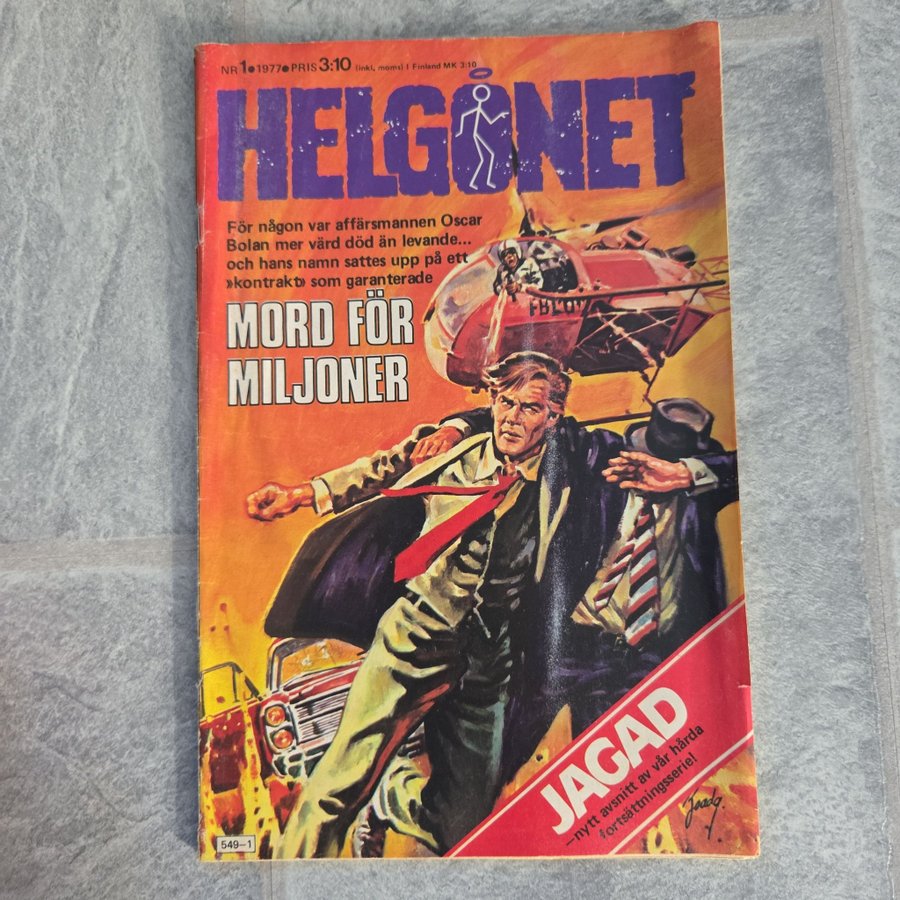 NR 1•1977•PRIS 3:10 (inkl. moms) I Finland MK 3:10
HELGONET
För någon var affärsmannen Oscar
Bolan mer värd död än levande...
och hans namn sattes upp på ett
»kontrakt» som garanterade
MORD FÖR
MILJONER
JAGAD
–nytt avsnitt av vår hårda
fortsättningsserie!
549–1